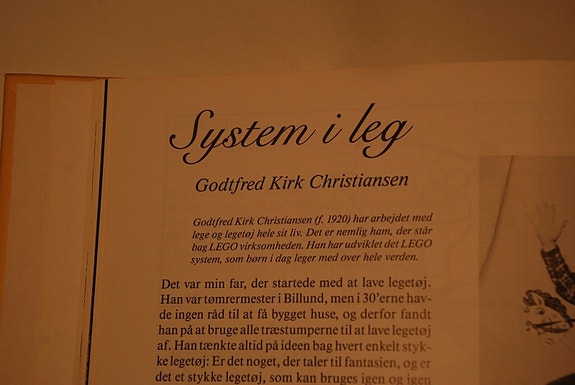 System i leg
Godtfred Kirk Christiansen
Godtfred Kirk Christiansen (f. 1920) har arbejdet med
lege og legetøj hele sit liv. Det er nemlig ham, der står
bag LEGO virksomheden. Han har udviklet det LEGO
system, som børn i dag leger med over hele verden.
Det var min far, der startede med at lave legetøj.
Han var tømrermester i Billund, men i 30'erne hav-
de ingen råd til at få bygget huse, og derfor fandt
han på at bruge alle træstumperne til at lave legetøj
af. Han tænkte altid på ideen bag hvert enkelt styk-
ke legetøj: Er det noget, der taler til fantasien, og er
det et stykke legetøj, som kan bruges igen og igen